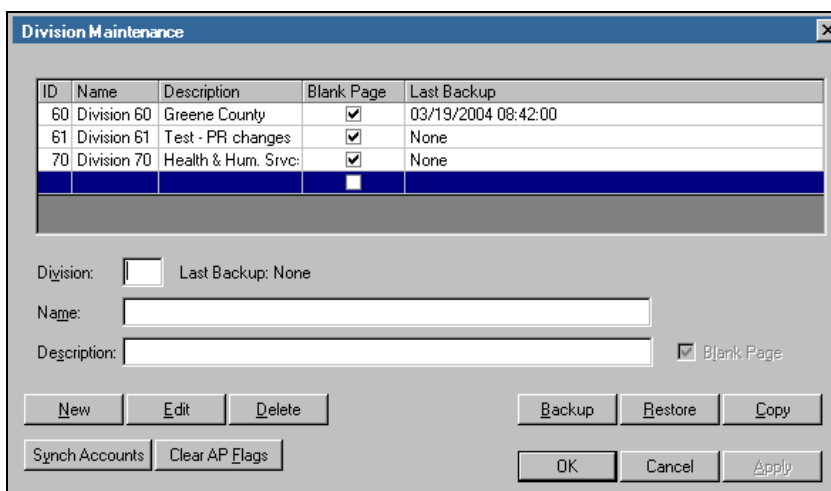 Division Maintenance
ID Name Description Blank Page Last Backup
60 Division 60 Greene County 03/19/2004 08:42:00
61 Division 61 Test - PR changes None
70 Division 70 Health & Hum. Srvc: None
Division: Last Backup: None
Name:
Description: Blank Page
New Edit Delete Backup Restore Copy
Synch Accounts Clear AP Flags OK Cancel Apply